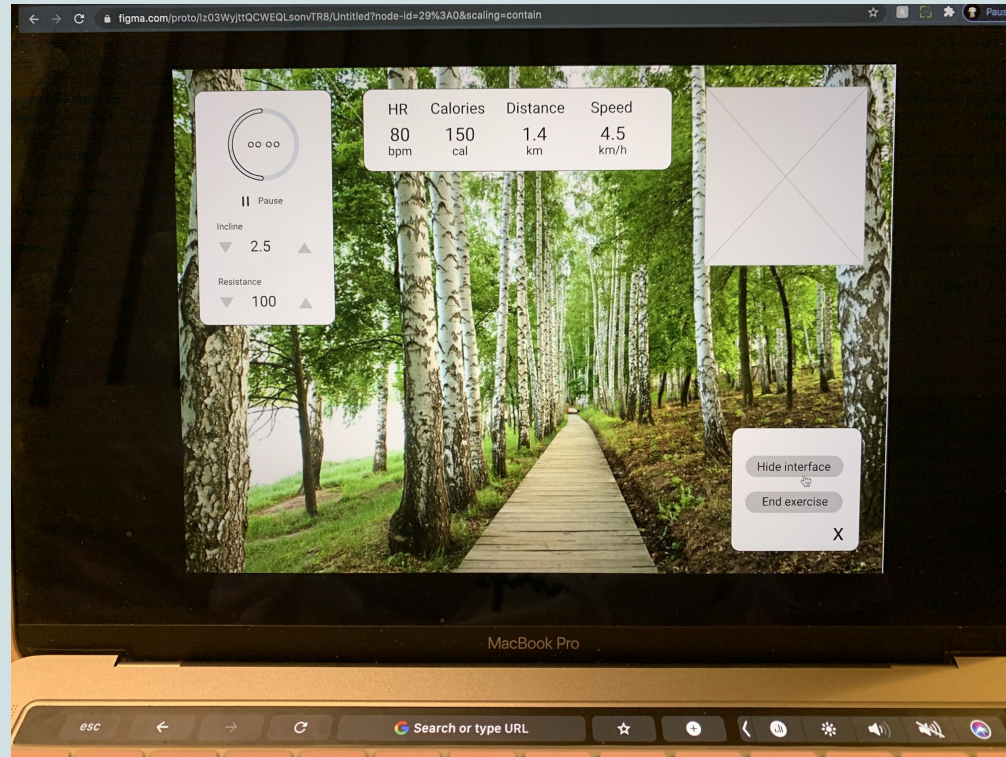 figma.com/proto/lz03WyjttQCWEQLsonvTR8/Untitled?node-id=29%3A0&scaling=contain
Paus
HR Calories Distance Speed
80 150 1.4 4.5
bpm cal km km/h
00 00
Pause
Incline
2.5
Resistance
100
Hide interface
End exercise
X
MacBook Pro
esc
Search or type URL